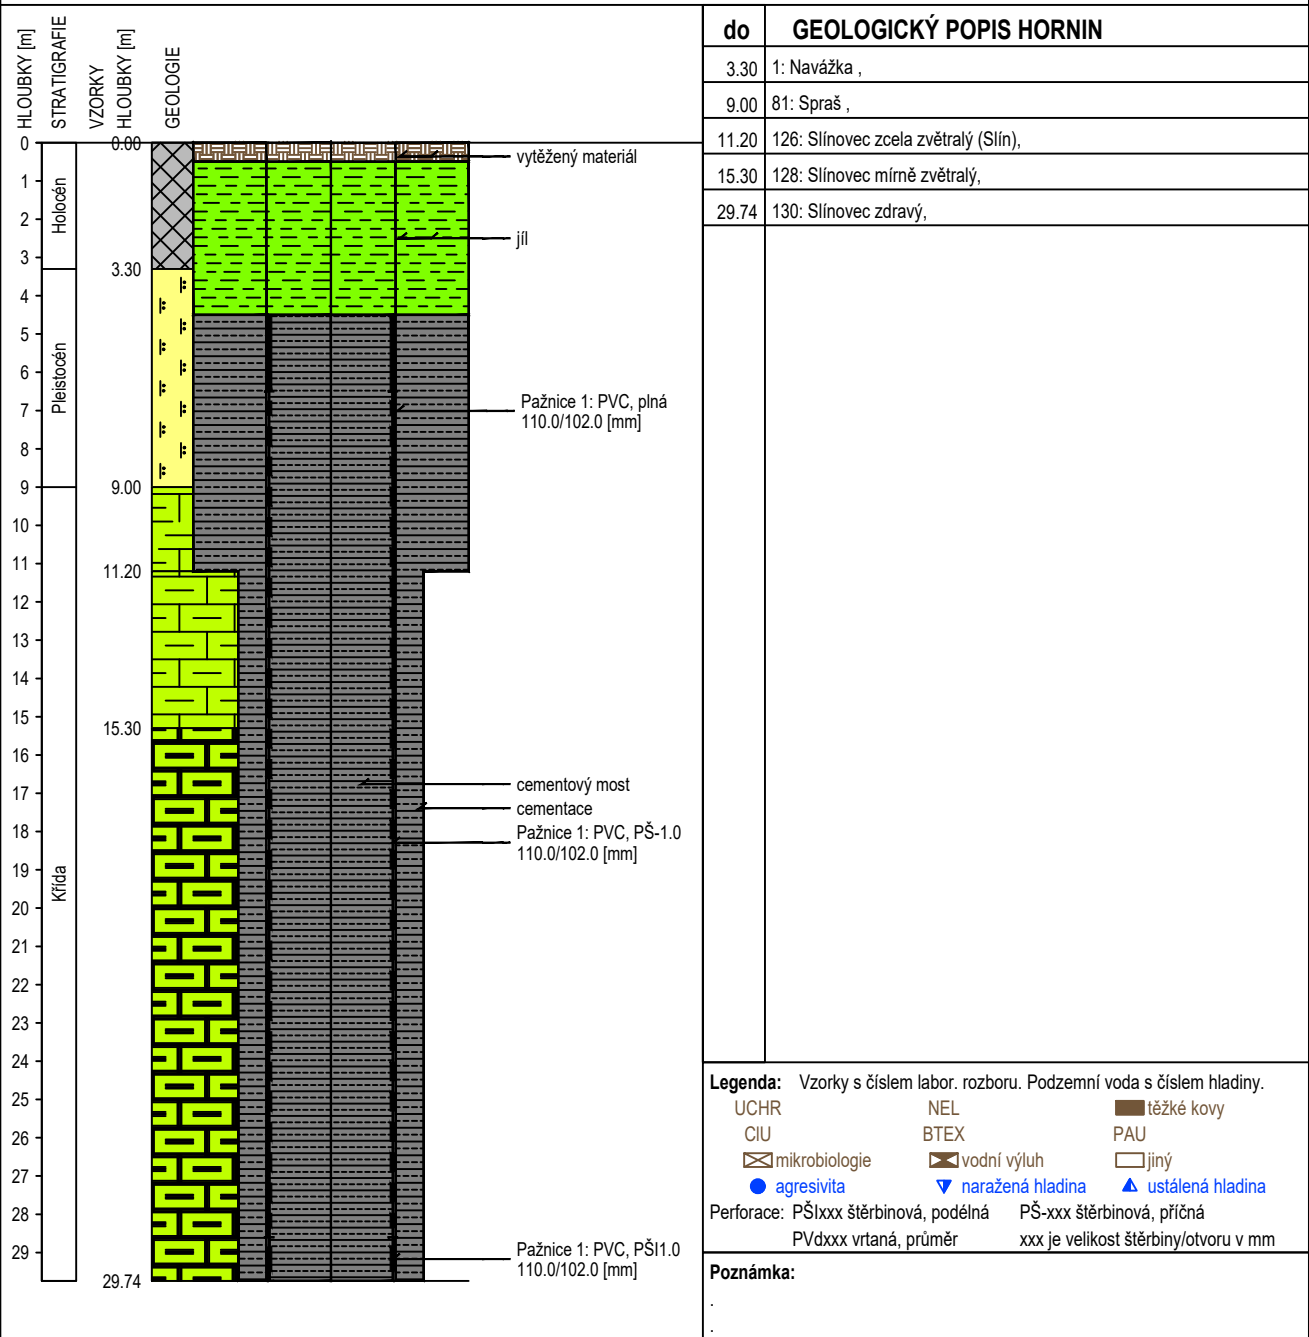 HLOUBKY [m]
STRATIGRAFIE
VZORKY
HLOUBKY [m]
GEOLOGIE
do GEOLOGICKÝ POPIS HORNIN
3.30 1: Navážka ,
9.00 81: Spraš ,
11.20 126: Slínovec zcela zvětralý (Slín),
15.30 128: Slínovec mírně zvětralý,
29.74 130: Slínovec zdravý,
0
1
2
3
4
5
6
7
8
9
10
11
12
13
14
15
16
17
18
19
20
21
22
23
24
25
26
27
28
29
Holocén
Pleistocén
Křída
0.00
3.30
9.00
11.20
15.30
29.74
vytěžený materiál
jíl
Pažnice 1: PVC, plná
110.0/102.0 [mm]
cementový most
cementace
Pažnice 1: PVC, PŠ-1.0
110.0/102.0 [mm]
Pažnice 1: PVC, PŠI1.0
110.0/102.0 [mm]
Legenda: Vzorky s číslem labor. rozboru. Podzemní voda s číslem hladiny.
UCHR NEL těžké kovy
CIU BTEX PAU
mikrobiologie vodní výluh jiný
agresivita naražená hladina ustálená hladina
Perforace: PŠIxxx štěrbinová, podélná PŠ-xxx štěrbinová, příčná
PVdxxx vrtaná, průměr xxx je velikost štěrbiny/otvoru v mm
Poznámka:
.
.